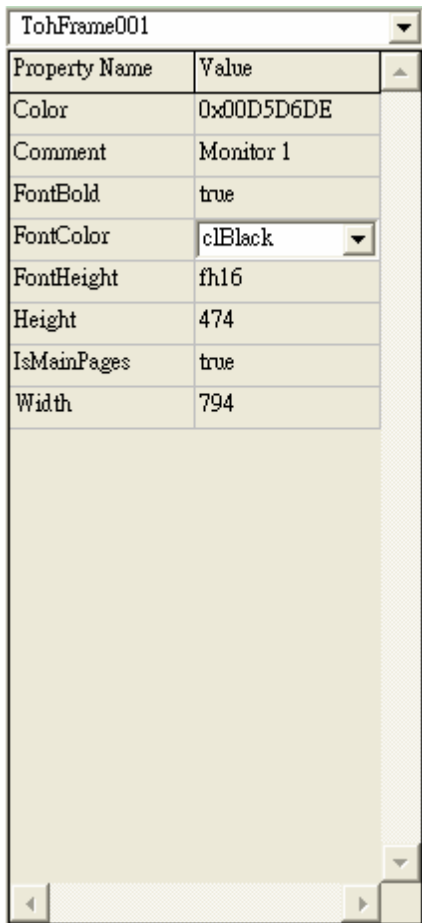 TohFrame001
Property Name Value
Color 0x00D5D6DE
Comment Monitor 1
FontBold true
FontColor clBlack
FontHeight fh16
Height 474
IsMainPages true
Width 794